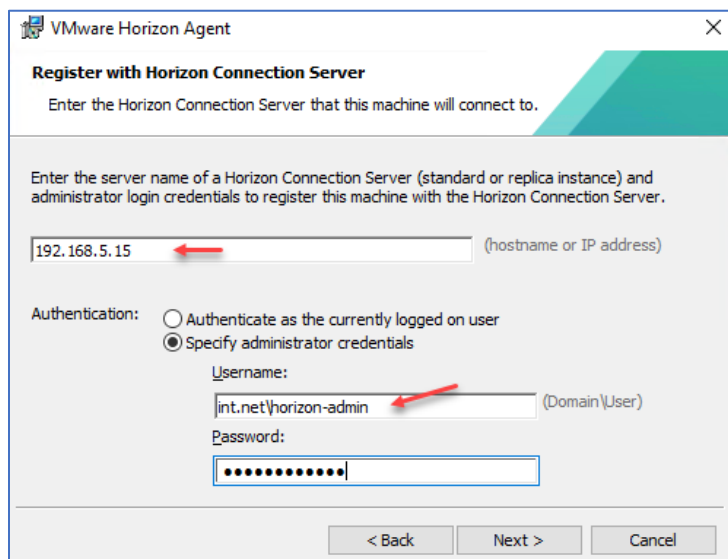 VMware Horizon Agent
Register with Horizon Connection Server
Enter the Horizon Connection Server that this machine will connect to.
Enter the server name of a Horizon Connection Server (standard or replica instance) and
administrator login credentials to register this machine with the Horizon Connection Server.
192.168.5.15 (hostname or IP address)
Authentication: Authenticate as the currently logged on user
Specify administrator credentials
Username:
int.net\horizon-admin (Domain\User)
Password:
●●●●●●●●●●●●
< Back Next > Cancel